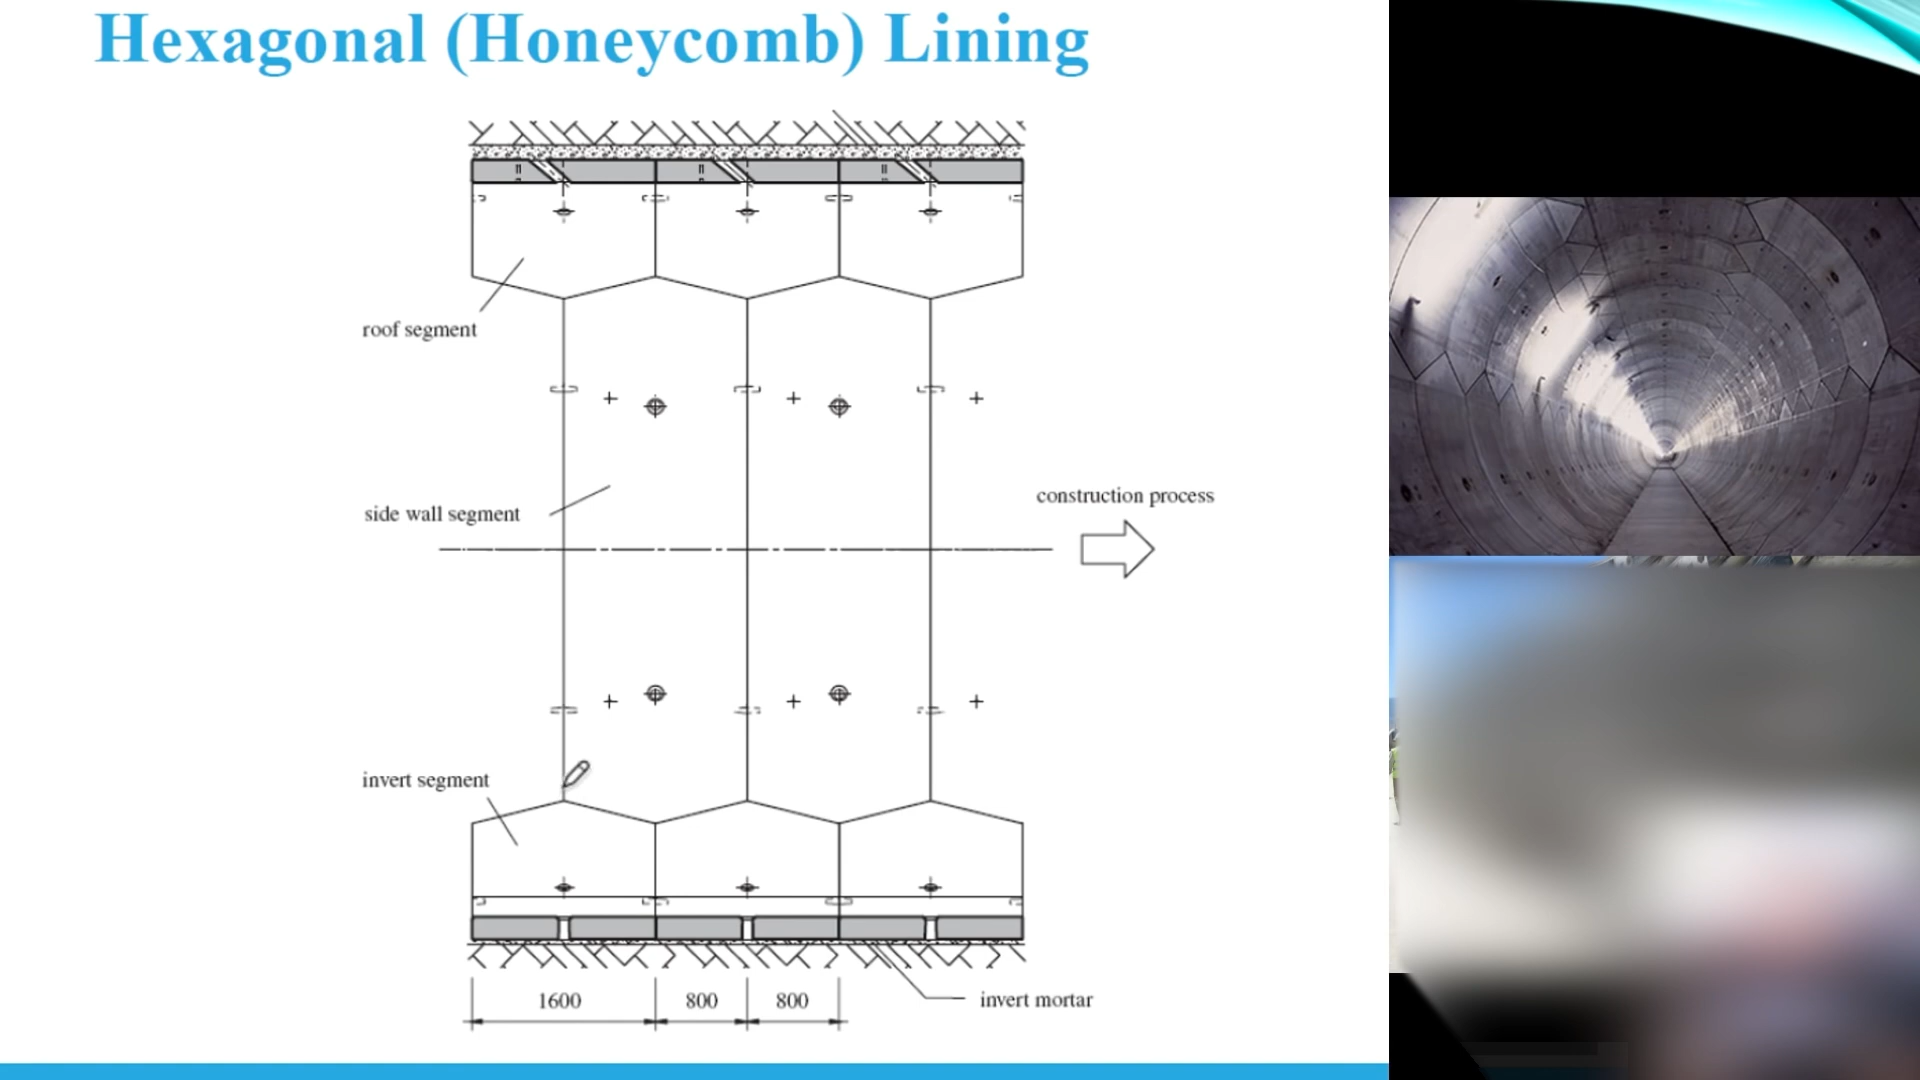 Hexagonal (Honeycomb) Lining
roof segment
side wall segment
construction process
invert segment
1600
800
800
invert mortar